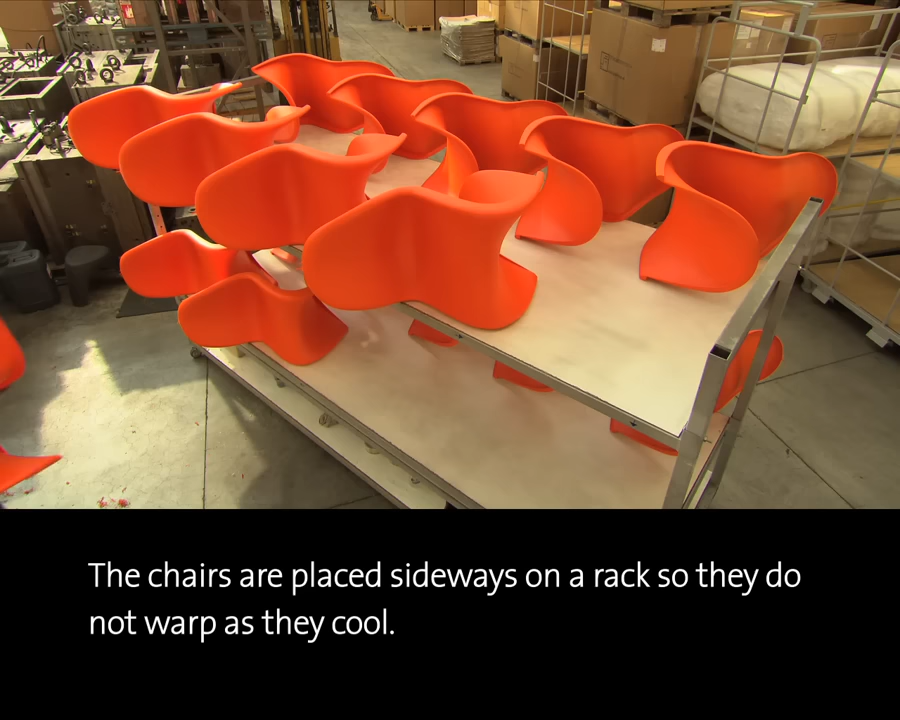 The chairs are placed sideways on a rack so they do
not warp as they cool.